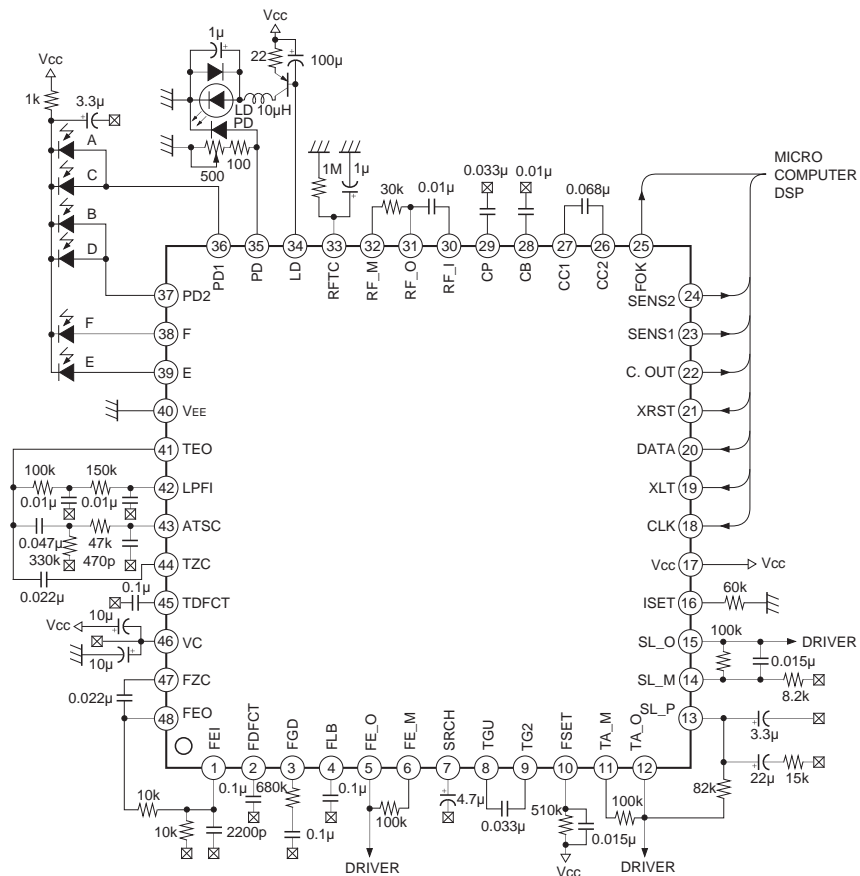 Vcc
1µ
22
100µ
Vcc
1k
3.3µ
A
C
B
D
F
E
LD
10µH
PD
500
100
1M
1µ
30k
0.01µ
0.033µ
0.01µ
0.068µ
MICRO
COMPUTER
DSP
36 PD1
35 PD
34 LD
33 RFTC
32 RF_M
31 RF_O
30 RF_I
29 CP
28 CB
27 CC1
26 CC2
25 FOK
37 PD2
38 F
39 E
40 VEE
41 TEO
42 LPFI
43 ATSC
44 TZC
45 TDFCT
46 VC
47 FZC
48 FEO
SENS2 24
SENS1 23
C. OUT 22
XRST 21
DATA 20
XLT 19
CLK 18
Vcc 17 Vcc
ISET 16
SL_O 15
SL_M 14
SL_P 13
100k
150k
0.01µ
0.01µ
0.047µ
47k
330k
470p
0.022µ
0.1µ
10µ
Vcc
10µ
0.022µ
60k
100k
DRIVER
0.015µ
8.2k
3.3µ
22µ
15k
82k
FEI 1
FDFCT 2
FGD 3
FLB 4
FE_O 5
FE_M 6
SRCH 7
TGU 8
TG2 9
FSET 10
TA_M 11
TA_O 12
10k
10k
2200p
0.1µ
680k
0.1µ
0.1µ
100k
DRIVER
4.7µ
0.033µ
510k
0.015µ
Vcc
100k
DRIVER